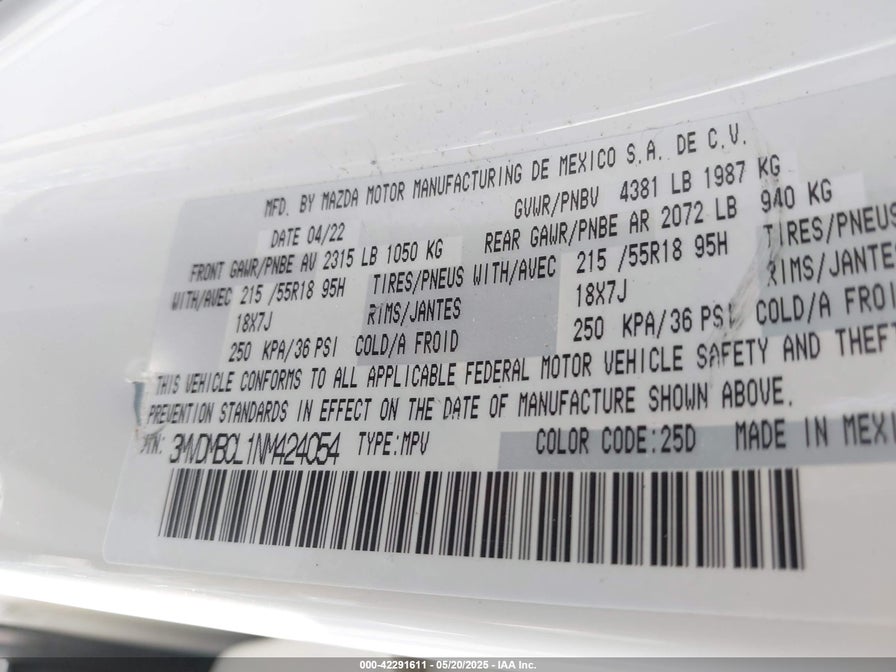 MFD. BY MAZDA MOTOR MANUFACTURING DE MEXICO S.A. DE C.V.
DATE 04/22 GVWR/PNBV 4381 LB 1987 KG
FRONT GAWR/PNBE AV 2315 LB 1050 KG REAR GAWR/PNBE AR 2072 LB 940 KG
WITH/AVEC 215 /55R18 95H TIRES/PNEUS WITH/AVEC 215 /55R18 95H TIRES/PNEUS
18X7J RIMS/JANTES 18X7J RIMS/JANTES
250 KPA/36 PSI COLD/A FROID 250 KPA/36 PSI COLD/A FROI
THIS VEHICLE CONFORMS TO ALL APPLICABLE FEDERAL MOTOR VEHICLE SAFETY AND THEF
PREVENTION STANDARDS IN EFFECT ON THE DATE OF MANUFACTURE SHOWN ABOVE.
3MVDMBCL1NM424054 TYPE:MPV COLOR CODE:25D MADE IN MEXI
000-42291611 - 05/20/2025 - IAA Inc.